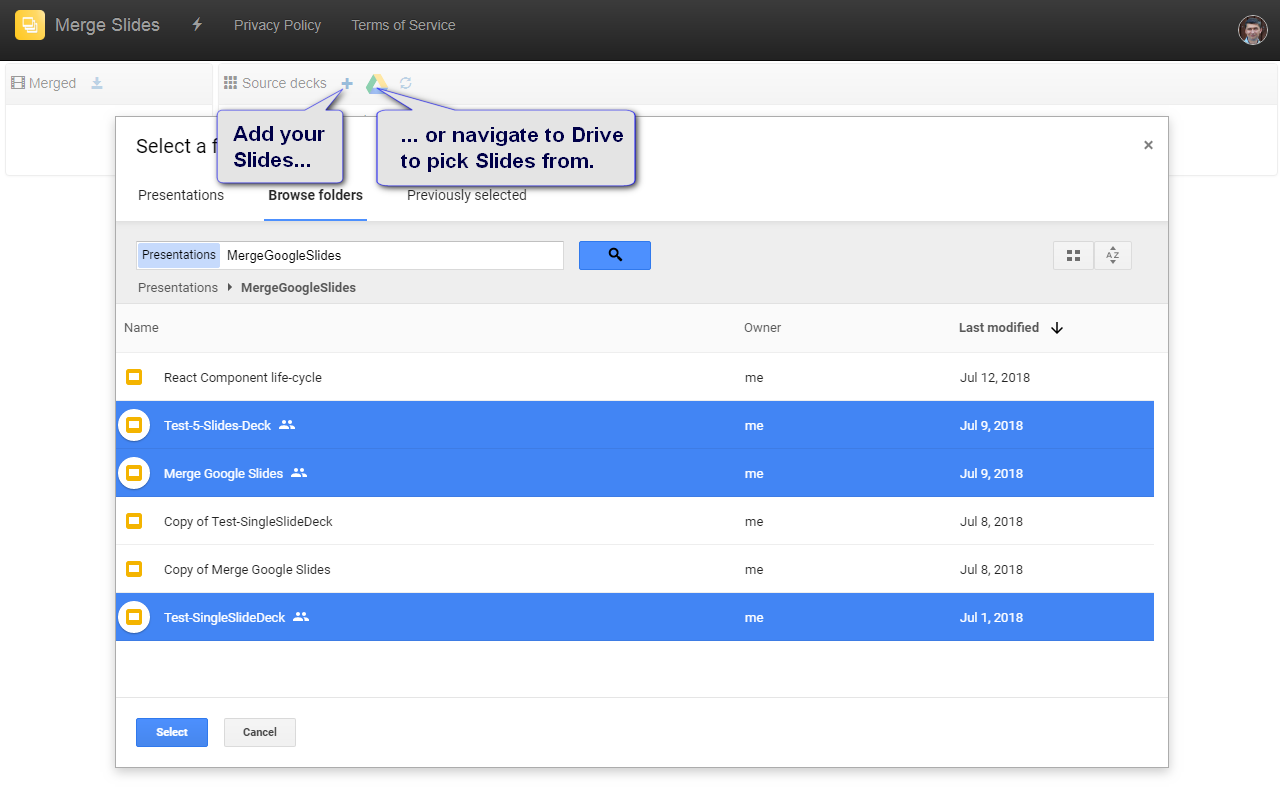 Merge Slides Privacy Policy Terms of Service
Merged Source decks
Add your
Slides...
... or navigate to Drive
to pick Slides from.
Select a f
Presentations Browse folders Previously selected
Presentations MergeGoogleSlides
Presentations MergeGoogleSlides
Name Owner Last modified
React Component life-cycle me Jul 12, 2018
Test-5-Slides-Deck me Jul 9, 2018
Merge Google Slides me Jul 9, 2018
Copy of Test-SingleSlideDeck me Jul 8, 2018
Copy of Merge Google Slides me Jul 8, 2018
Test-SingleSlideDeck me Jul 1, 2018
Select Cancel